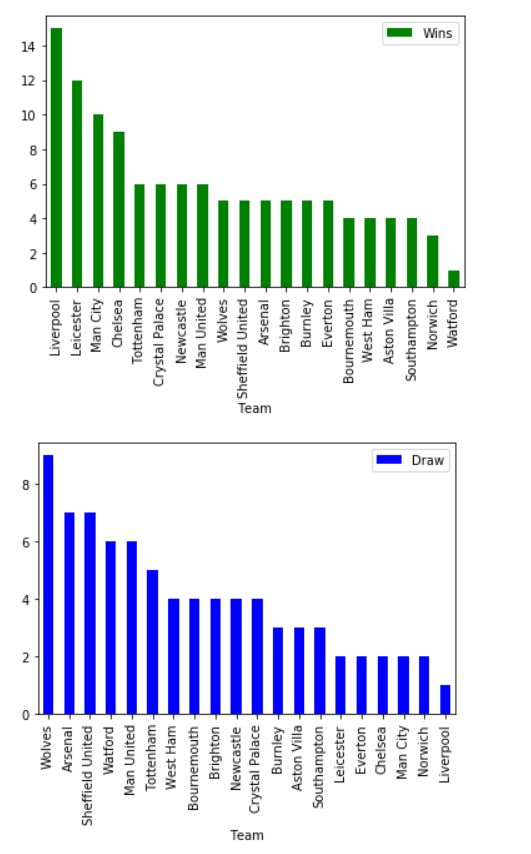 Wins
14
12
10
8
6
4
2
0
Liverpool
Leicester
Man City
Chelsea
Tottenham
Crystal Palace
Newcastle
Man United
Wolves
Sheffield United
Arsenal
Brighton
Burnley
Everton
Bournemouth
West Ham
Aston Villa
Southampton
Norwich
Watford
Team
Draw
8
6
4
2
0
Wolves
Arsenal
Sheffield United
Watford
Man United
Tottenham
West Ham
Bournemouth
Brighton
Newcastle
Crystal Palace
Burnley
Aston Villa
Southampton
Leicester
Everton
Chelsea
Man City
Norwich
Liverpool
Team